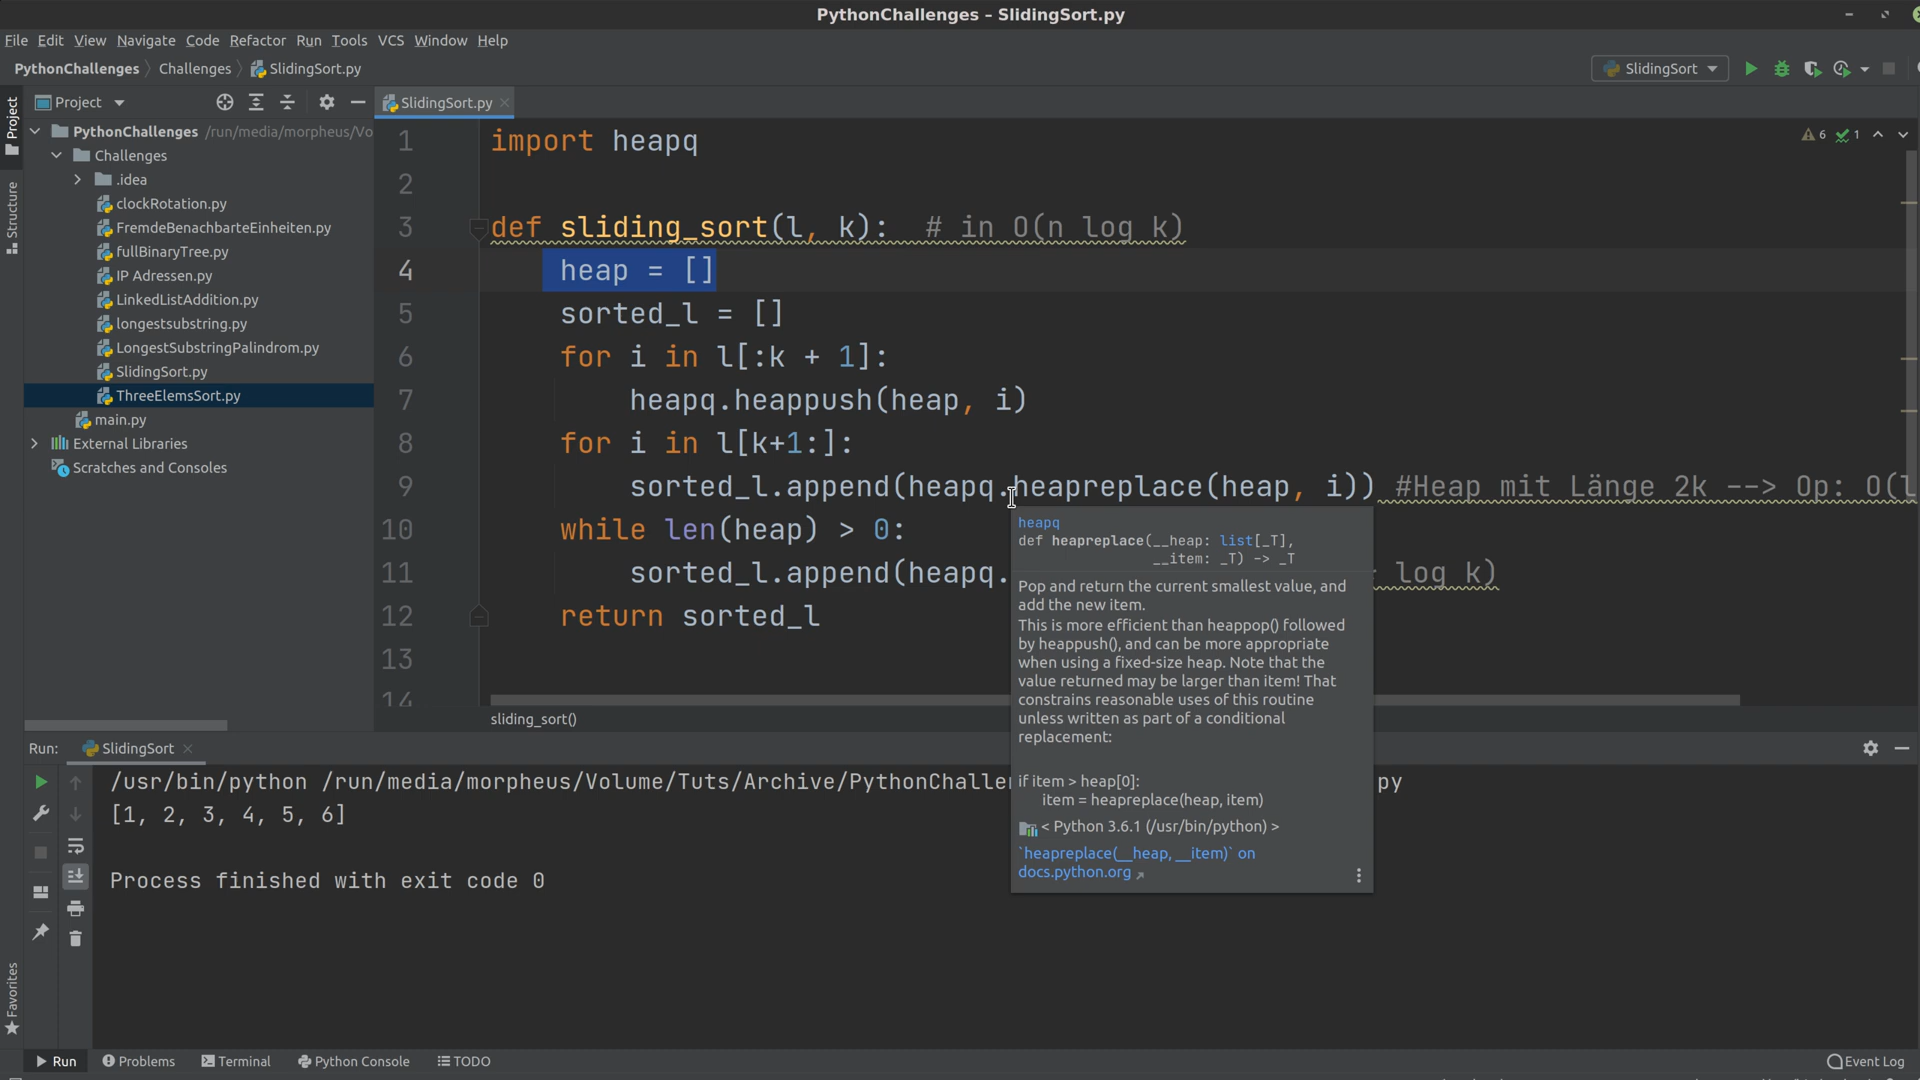 PythonChallenges – SlidingSort.py
File Edit View Navigate Code Refactor Run Tools VCS Window Help
PythonChallenges Challenges SlidingSort.py
SlidingSort
Project
Project
SlidingSort.py
Structure
PythonChallenges /run/media/morpheus/Vo
Challenges
.idea
clockRotation.py
FremdeBenachbarteEinheiten.py
fullBinaryTree.py
IP Adressen.py
LinkedListAddition.py
longestsubstring.py
LongestSubstringPalindrom.py
SlidingSort.py
ThreeElemsSort.py
main.py
External Libraries
Scratches and Consoles
6 1
1 import heapq
2
3 def sliding_sort(l, k):  # in O(n log k)
4 heap = []
5 sorted_l = []
6 for i in l[:k + 1]:
7 heapq.heappush(heap, i)
8 for i in l[k+1:]:
9 sorted_l.append(heapq.heapreplace(heap, i)) #Heap mit Länge 2k --> Op: O(l
10 while len(heap) > 0:
11 sorted_l.append(heapq. log k)
12 return sorted_l
13
14
sliding_sort()
heapq
def heapreplace(__heap: list[_T],
__item: _T) -> _T
Pop and return the current smallest value, and
add the new item.
This is more efficient than heappop() followed
by heappush(), and can be more appropriate
when using a fixed-size heap. Note that the
value returned may be larger than item! That
constrains reasonable uses of this routine
unless written as part of a conditional
replacement:
if item > heap[0]:
item = heapreplace(heap, item)
< Python 3.6.1 (/usr/bin/python) >
`heapreplace(__heap, __item)` on
docs.python.org
Run: SlidingSort
/usr/bin/python /run/media/morpheus/Volume/Tuts/Archive/PythonChalle py
[1, 2, 3, 4, 5, 6]
Process finished with exit code 0
Favorites
Run Problems Terminal Python Console TODO Event Log